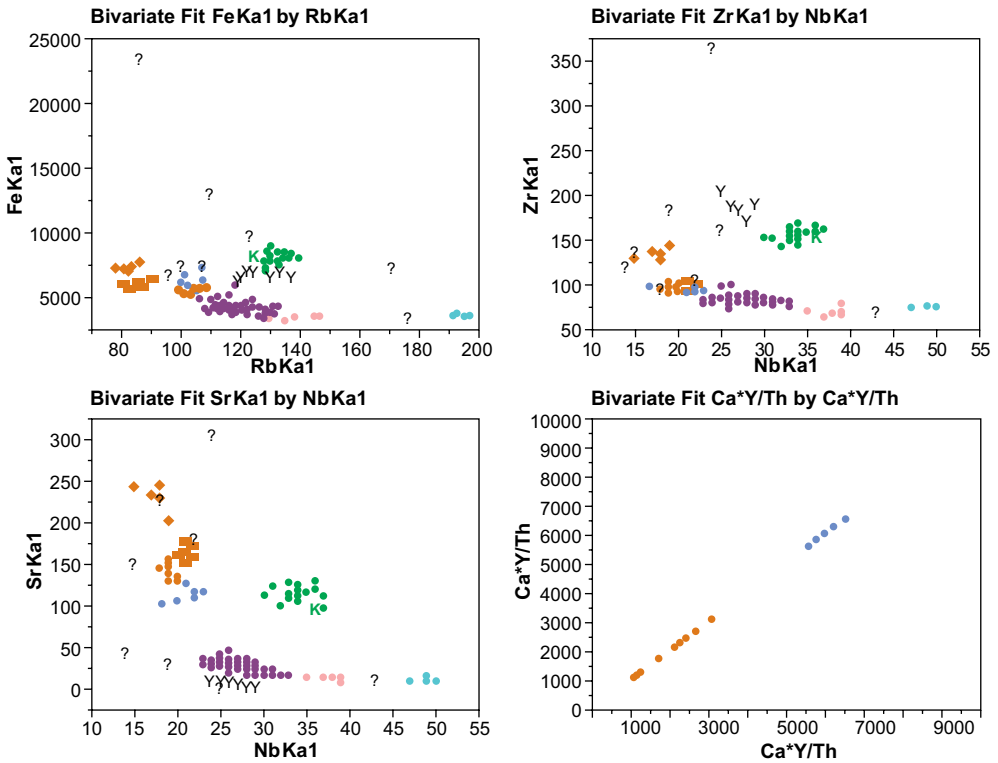 Bivariate Fit FeKa1 by RbKa1
FeKa1
25000
20000
15000
10000
5000
?
?
?
K
? ? ? ?
Y Y Y Y Y Y Y
?
80 100 120 140 160 180 200
RbKa1
Bivariate Fit ZrKa1 by NbKa1
ZrKa1
350
300
250
200
150
100
50
?
?
Y Y Y Y Y
?
K
? ?
? ?
?
10 15 20 25 30 35 40 45 50 55
NbKa1
Bivariate Fit SrKa1 by NbKa1
SrKa1
300
250
200
150
100
50
0
?
?
?
?
K
? ?
Y Y Y Y Y Y
? ?
10 15 20 25 30 35 40 45 50 55
NbKa1
Bivariate Fit Ca*Y/Th by Ca*Y/Th
Ca*Y/Th
10000
9000
8000
7000
6000
5000
4000
3000
2000
1000
0
1000 3000 5000 7000 9000
Ca*Y/Th